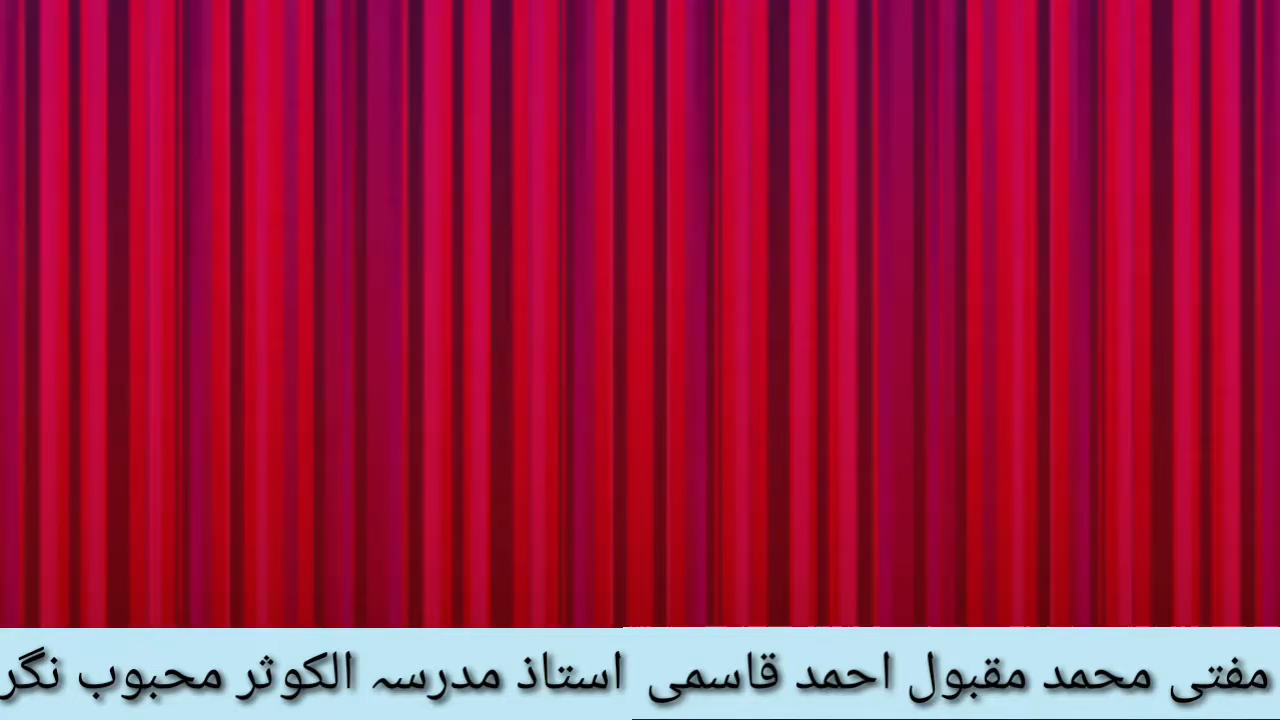 مفتی محمد مقبول احمد قاسمی استاذ مدرسہ الکوثر محبوب نگر